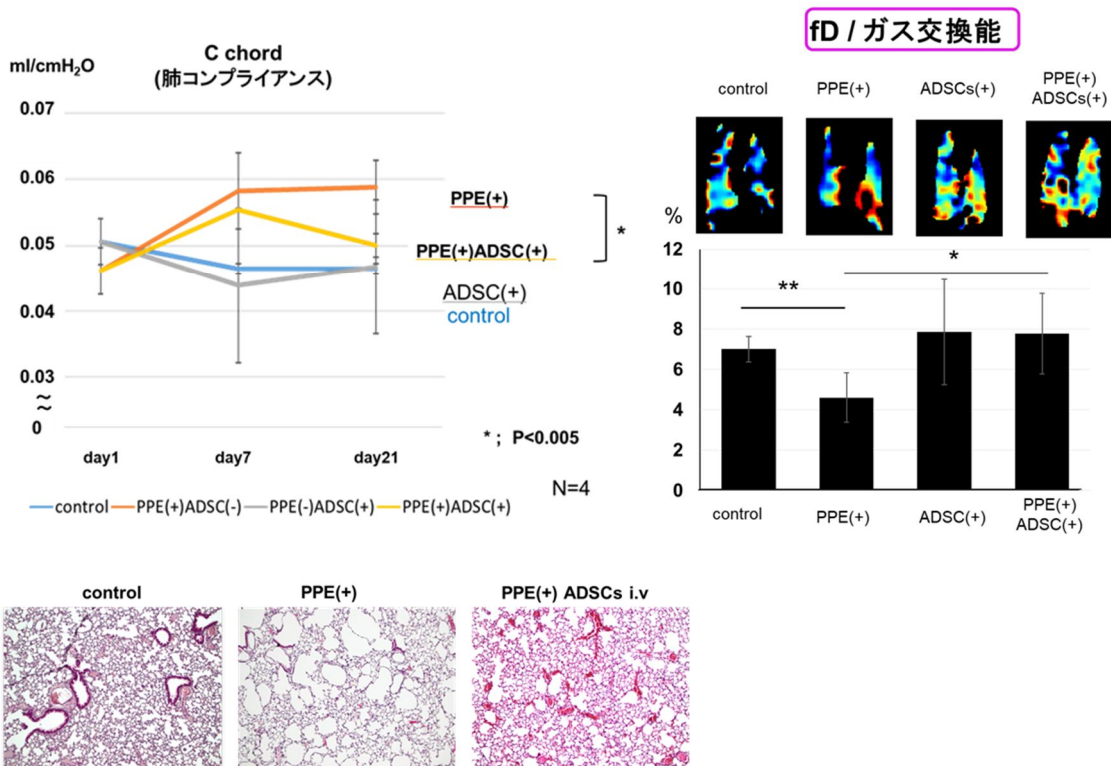 C chord
(肺コンプライアンス)
ml/cmH₂O
0.07
0.06
0.05
0.04
0.03
≈
0
day1
day7
day21
PPE(+)
*
PPE(+)ADSC(+)
ADSC(+)
control
* ; P<0.005
N=4
control
PPE(+)ADSC(-)
PPE(-)ADSC(+)
PPE(+)ADSC(+)
fD / ガス交換能
control
PPE(+)
ADSCs(+)
PPE(+)
ADSCs(+)
%
12
10
8
6
4
2
0
**
*
control
PPE(+)
ADSC(+)
PPE(+)
ADSC(+)
control
PPE(+)
PPE(+) ADSCs i.v